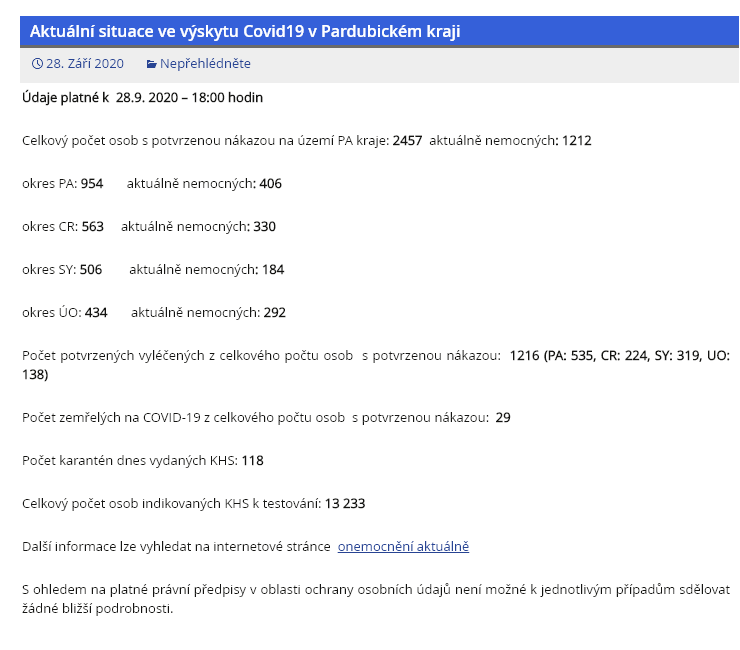 Aktuální situace ve výskytu Covid19 v Pardubickém kraji
28. Září 2020 Nepřehlédněte
Údaje platné k 28.9. 2020 – 18:00 hodin
Celkový počet osob s potvrzenou nákazou na území PA kraje: 2457 aktuálně nemocných: 1212
okres PA: 954 aktuálně nemocných: 406
okres CR: 563 aktuálně nemocných: 330
okres SY: 506 aktuálně nemocných: 184
okres ÚO: 434 aktuálně nemocných: 292
Počet potvrzených vyléčených z celkového počtu osob s potvrzenou nákazou: 1216 (PA: 535, CR: 224, SY: 319, UO:
138)
Počet zemřelých na COVID-19 z celkového počtu osob s potvrzenou nákazou: 29
Počet karantén dnes vydaných KHS: 118
Celkový počet osob indikovaných KHS k testování: 13 233
Další informace lze vyhledat na internetové stránce onemocnění aktuálně
S ohledem na platné právní předpisy v oblasti ochrany osobních údajů není možné k jednotlivým případům sdělovat
žádné bližší podrobnosti.